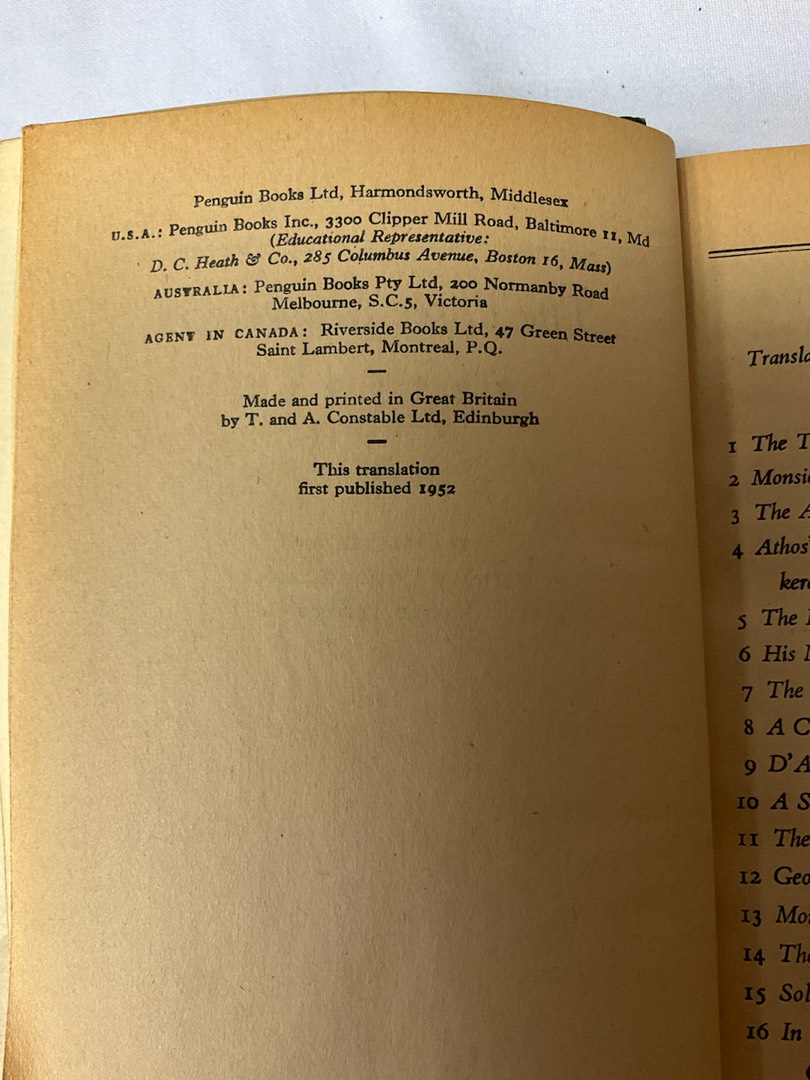 Penguin Books Ltd, Harmondsworth, Middlesex
U.S.A.: Penguin Books Inc., 3300 Clipper Mill Road, Baltimore 11, Md
(Educational Representative:
D. C. Heath & Co., 285 Columbus Avenue, Boston 16, Mass)
AUSTRALIA: Penguin Books Pty Ltd, 200 Normanby Road
Melbourne, S.C.5, Victoria
AGENT IN CANADA: Riverside Books Ltd, 47 Green Street
Saint Lambert, Montreal, P.Q.
Made and printed in Great Britain
by T. and A. Constable Ltd, Edinburgh
This translation
first published 1952
1 The
2
3 The
4 Athos'
5 The
6 His
7 The
8 A
9
10 A
11 The
12
13
14
15
16 In